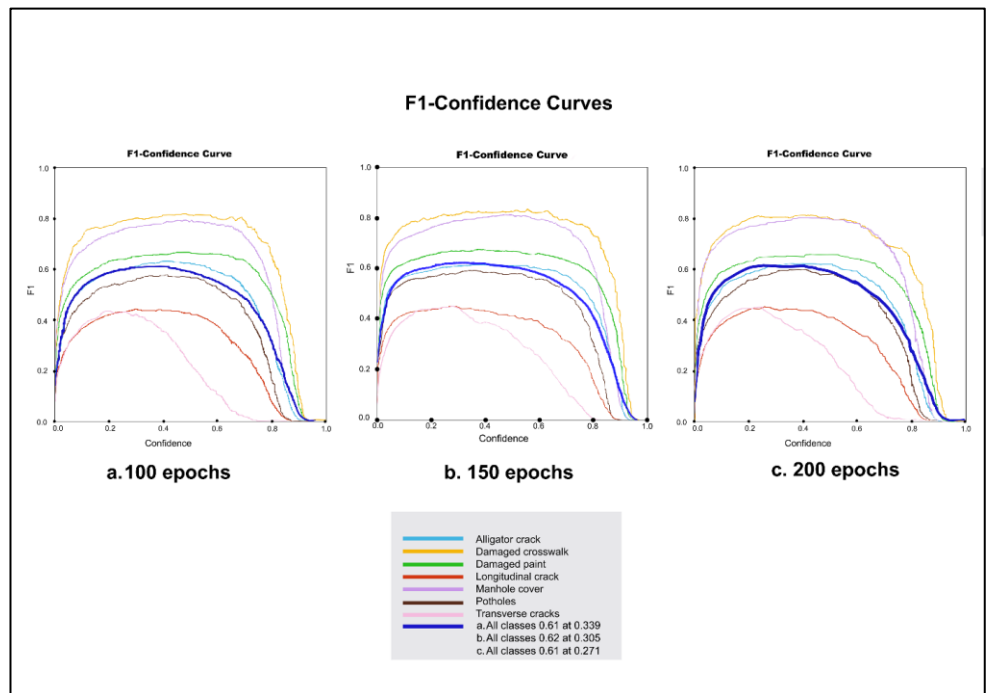 F1-Confidence Curves
F1-Confidence Curve
1.0
0.8
0.6
0.4
0.2
0.0
F1
0.0 0.2 0.4 0.6 0.8 1.0
Confidence
a.100 epochs
F1-Confidence Curve
1.0
0.8
0.6
0.4
0.2
0.0
F1
0.0 0.2 0.4 0.6 0.8 1.0
Confidence
b. 150 epochs
F1-Confidence Curve
1.0
0.8
0.6
0.4
0.2
0.0
F1
0.0 0.2 0.4 0.6 0.8 1.0
Confidence
c. 200 epochs
Alligator crack
Damaged crosswalk
Damaged paint
Longitudinal crack
Manhole cover
Potholes
Transverse cracks
a.All classes 0.61 at 0.339
b.All classes 0.62 at 0.305
c.All classes 0.61 at 0.271